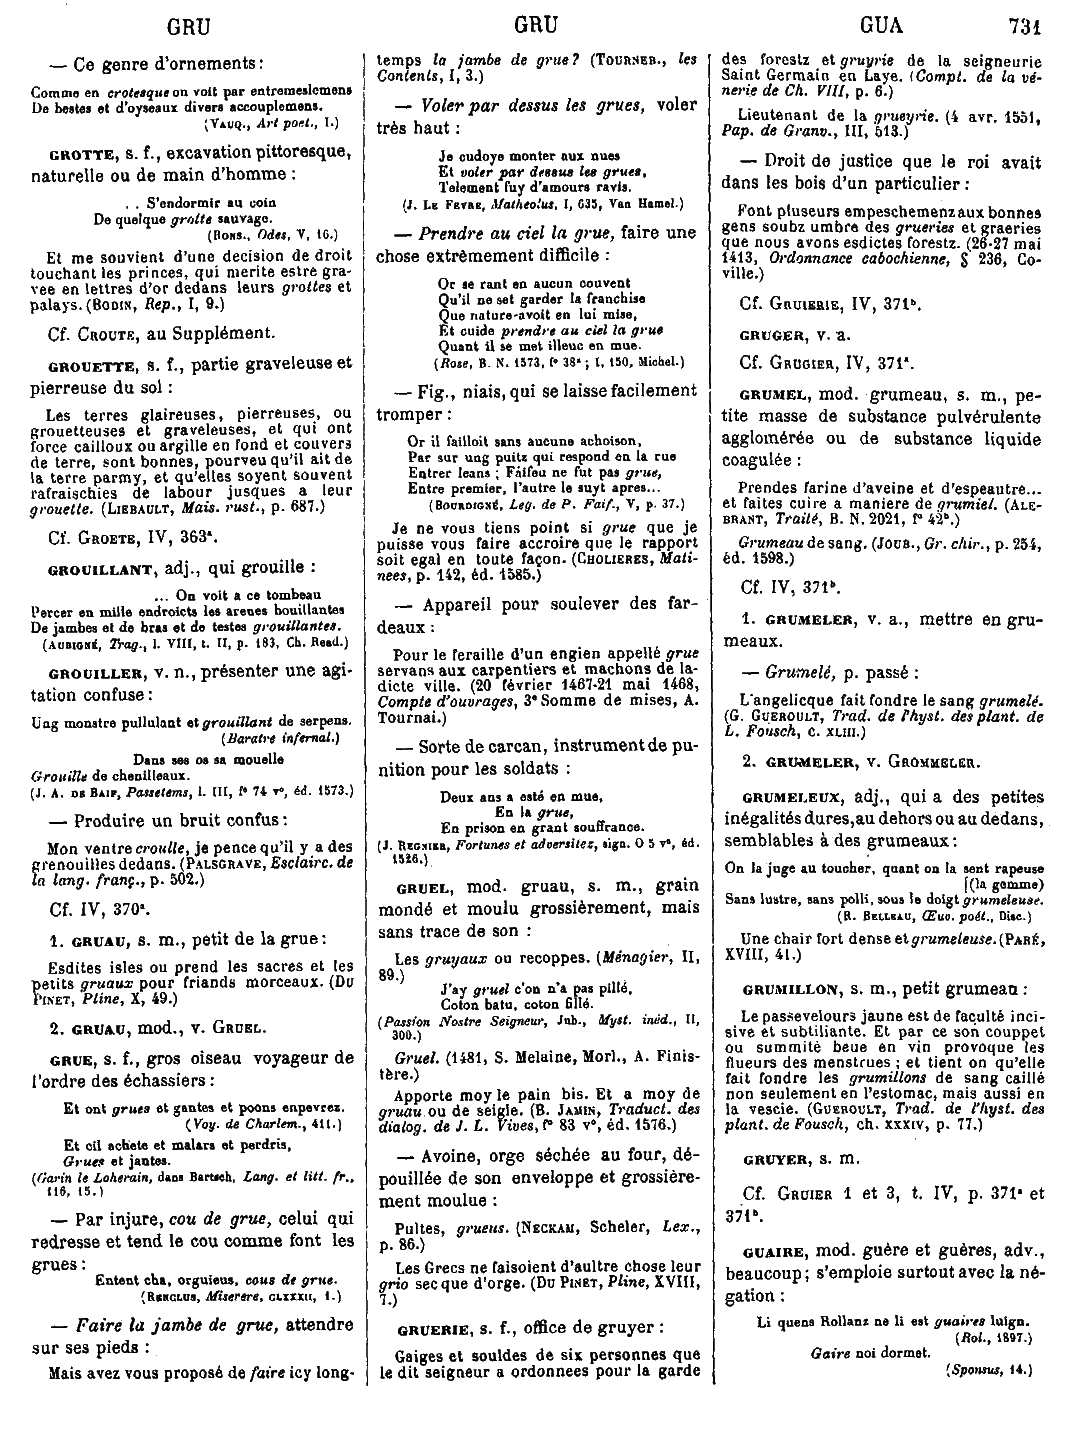 GRU
GRU
GUA
731
— Ce genre d'ornements :
Comme en crotesque on voit par entremeslemens
De bestes et d'oyseaux divers accouplemens.
(VAUQ., Art poet., I.)
GROTTE, s. f., excavation pittoresque,
naturelle ou de main d'homme :
. . S'endormir au coin
De quelque grotte sauvage.
(RONS., Odes, V, 16.)
Et me souvient d'une decision de droit
touchant les princes, qui merite estre gra-
vee en lettres d'or dedans leurs grottes et
palays. (BODIN, Rep., I, 9.)
Cf. CROUTE, au Supplément.
GROUETTE, s. f., partie graveleuse et
pierreuse du sol :
Les terres glaireuses, pierreuses, ou
grouetteuses et graveleuses, et qui ont
force cailloux ou argille en fond et couvers
de terre, sont bonnes, pourveu qu'il ait de
la terre parmy, et qu'elles soyent souvent
rafraischies de labour jusques a leur
grouette. (LIEBAULT, Mais. rust., p. 687.)
Cf. GROETE, IV, 363ª.
GROUILLANT, adj., qui grouille :
... On voit a ce tombeau
Percer en mille endroicts les arenes bouillantes
De jambes et de bras et de testes grouillantes.
(AUBIGNÉ, Trag., l. VIII, t. II, p. 183, Ch. Read.)
GROUILLER, v. n., présenter une agi-
tation confuse :
Ung monstre pullulant et grouillant de serpens.
(Baratre infernal.)
Dans ses os sa mouelle
Grouille de chenilleaux.
(J. A. DE BAIF, Passetems, l. III, fº 74 vº, éd. 1573.)
— Produire un bruit confus :
Mon ventre croulle, je pence qu'il y a des
grenouilles dedans. (PALSGRAVE, Esclairc. de
la lang. franç., p. 502.)
Cf. IV, 370ª.
1. GRUAU, s. m., petit de la grue :
Esdites isles ou prend les sacres et les
petits gruaux pour friands morceaux. (DU
PINET, Pline, X, 49.)
2. GRUAU, mod., v. GRUEL.
GRUE, s. f., gros oiseau voyageur de
l'ordre des échassiers :
Et ont grues et gantes et poons enpevrez.
(Voy. de Charlem., 411.)
Et cil achete et malars et perdris,
Grues et jantes.
(Garin le Loherain, dans Bartsch, Lang. et litt. fr.,
116, 15.)
— Par injure, cou de grue, celui qui
redresse et tend le cou comme font les
grues :
Entent cha, orguieus, cous de grue.
(RENCLUS, Miserere, CLXXXII, 1.)
— Faire la jambe de grue, attendre
sur ses pieds :
Mais avez vous proposé de faire icy long-
temps la jambe de grue ? (TOURNEB., les
Contents, I, 3.)
— Voler par dessus les grues, voler
très haut :
Je cudoye monter aux nues
Et voler par dessus les grues,
Telement fuy d'amours ravis.
(J. LE FEVRE, Matheolus, I, 635, Van Hamel.)
— Prendre au ciel la grue, faire une
chose extrêmement difficile :
Or se rant en aucun couvent
Qu'il ne set garder la franchise
Que nature avoit en lui mise,
Et cuide prendre au ciel la grue
Quant il se met illeuc en mue.
(Rose, B. N. 1573, fº 38ª ; I, 150, Michel.)
— Fig., niais, qui se laisse facilement
tromper :
Or il failloit sans aucune achoison,
Par sur ung puitz qui respond en la rue
Entrer leans ; Faifeu ne fut pas grue,
Entre premier, l'autre le suyt apres...
(BOURDIGNÉ, Leg. de P. Faif., V, p. 37.)
Je ne vous tiens point si grue que je
puisse vous faire accroire que le rapport
soit egal en toute façon. (CHOLIERES, Mati-
nees, p. 142, éd. 1585.)
— Appareil pour soulever des far-
deaux :
Pour le feraille d'un engien appellé grue
servans aux carpentiers et machons de la-
dicte ville. (20 février 1467-21 mai 1468,
Compte d'ouvrages, 3e Somme de mises, A.
Tournai.)
— Sorte de carcan, instrument de pu-
nition pour les soldats :
Deux ans a esté en mue,
En la grue,
En prison en grant souffrance.
(J. REGNIER, Fortunes et adversitez, sign. O 5 vº, éd.
1526.)
GRUEL, mod. gruau, s. m., grain
mondé et moulu grossièrement, mais
sans trace de son :
Les gruyaux ou recoppes. (Ménagier, II,
89.)
J'ay gruel c'on n'a pas pillé,
Coton batu, coton fillé.
(Passion Nostre Seigneur, Jub., Myst. inéd., II,
300.)
Gruel. (1481, S. Melaine, Morl., A. Finis-
tère.)
Apporte moy le pain bis. Et a moy de
gruau ou de seigle. (B. JAMIN, Traduct. des
dialog. de J. L. Vives, fº 83 vº, éd. 1576.)
— Avoine, orge séchée au four, dé-
pouillée de son enveloppe et grossière-
ment moulue :
Pultes, grueus. (NECKAM, Scheler, Lex.,
p. 86.)
Les Grecs ne faisoient d'aultre chose leur
grio sec que d'orge. (DU PINET, Pline, XVIII,
7.)
GRUERIE, s. f., office de gruyer :
Gaiges et souldes de six personnes que
le dit seigneur a ordonnees pour la garde
des forestz et gruyrie de la seigneurie
Saint Germain en Laye. (Compt. de la vé-
nerie de Ch. VIII, p. 6.)
Lieutenant de la grueyrie. (4 avr. 1551,
Pap. de Granv., III, 513.)
— Droit de justice que le roi avait
dans les bois d'un particulier :
Font pluseurs empeschemenz aux bonnes
gens soubz umbre des grueries et graeries
que nous avons esdictes forestz. (26-27 mai
1413, Ordonnance cabochienne, § 236, Co-
ville.)
Cf. GRUIERIE, IV, 371ᵇ.
GRUGER, v. a.
Cf. GRUGIER, IV, 371ª.
GRUMEL, mod. grumeau, s. m., pe-
tite masse de substance pulvérulente
agglomérée ou de substance liquide
coagulée :
Prendes farine d'aveine et d'espeautre...
et faites cuire a maniere de grumiel. (ALE-
BRANT, Traité, B. N. 2021, fº 42ᵇ.)
Grumeau de sang. (JOUB., Gr. chir., p. 254,
éd. 1598.)
Cf. IV, 371ᵇ.
1. GRUMELER, v. a., mettre en gru-
meaux.
— Grumelé, p. passé :
L'angelicque fait fondre le sang grumelé.
(G. GUEROULT, Trad. de l'hyst. des plant. de
L. Fousch, c. XLIII.)
2. GRUMELER, v. GROMMELER.
GRUMELEUX, adj., qui a des petites
inégalités dures, au dehors ou au dedans,
semblables à des grumeaux :
On la juge au toucher, quant on la sent rapeuse
[(la gomme)
Sans lustre, sans polli, sous le doigt grumeleuse.
(R. BELLEAU, Œuv. poét., Disc.)
Une chair fort dense et grumeleuse. (PARÉ,
XVIII, 41.)
GRUMILLON, s. m., petit grumeau :
Le passevelours jaune est de faculté inci-
sive et subtiliante. Et par ce son couppet
ou summité beue en vin provoque les
flueurs des menstrues ; et tient on qu'elle
fait fondre les grumillons de sang caillé
non seulement en l'estomac, mais aussi en
la vescie. (GUEROULT, Trad. de l'hyst. des
plant. de Fousch, ch. XXXIV, p. 77.)
GRUYER, s. m.
Cf. GRUIER 1 et 3, t. IV, p. 371ª et
371ᵇ.
GUAIRE, mod. guère et guères, adv.,
beaucoup ; s'emploie surtout avec la né-
gation :
Li quens Rollanz ne li est guaires luign.
(Rol., 1897.)
Gaire noi dormet.
(Sponsus, 14.)